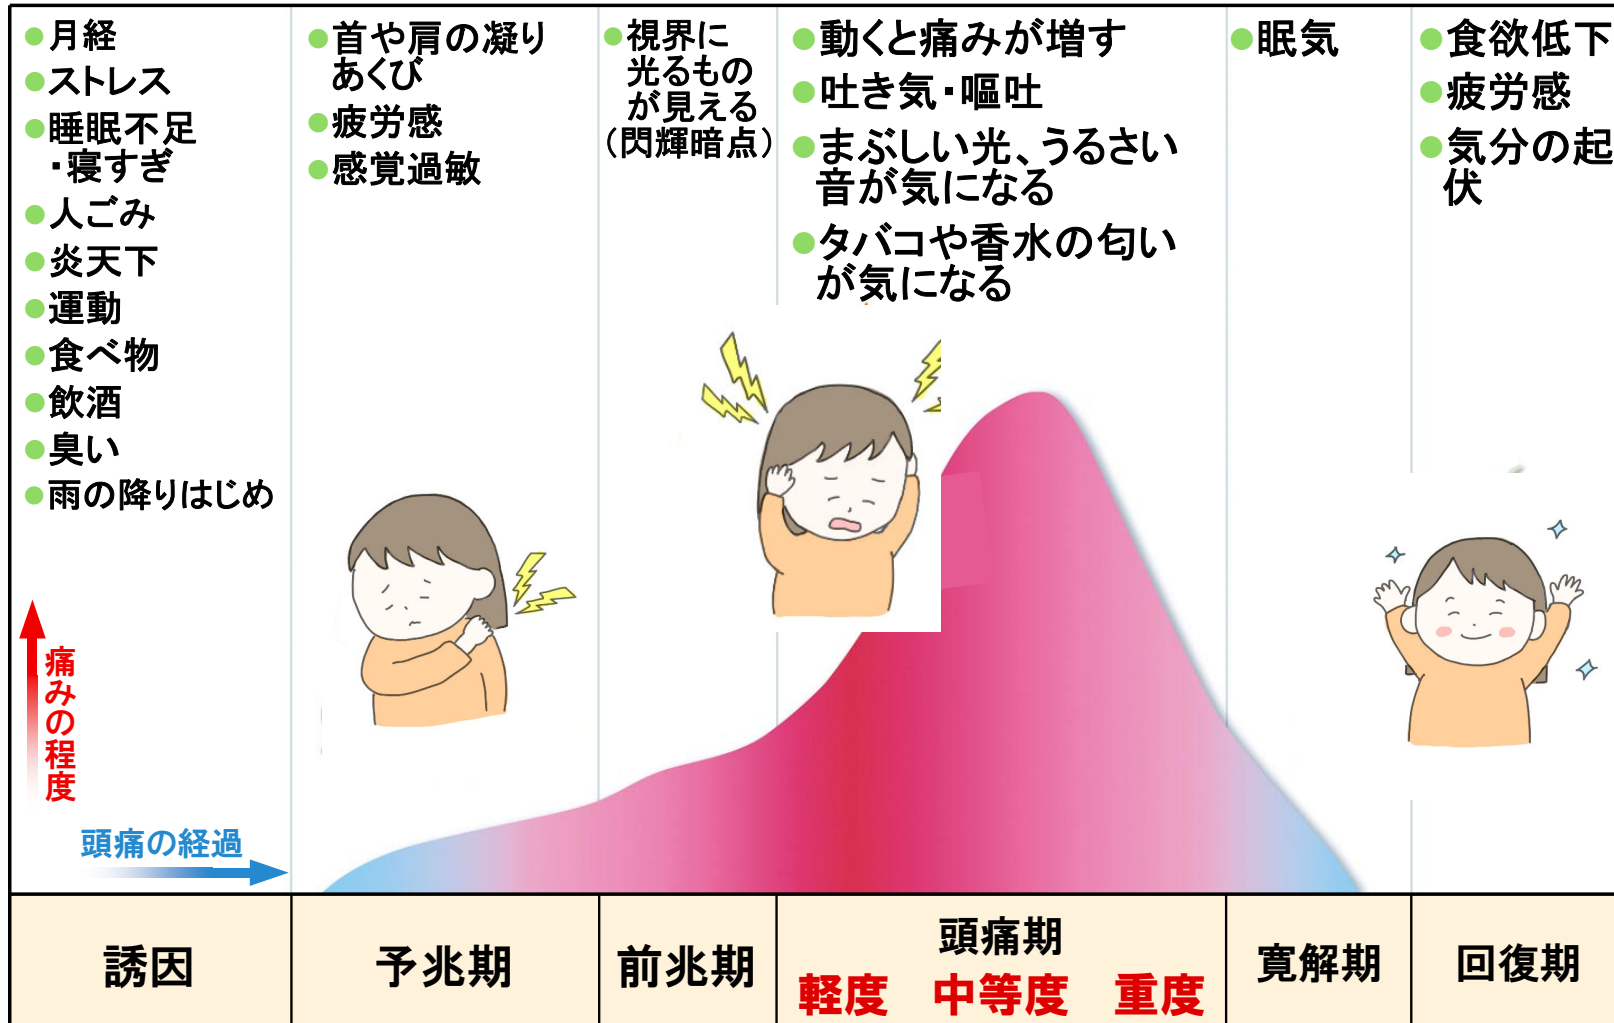 ●月経
●ストレス
●睡眠不足
・寝すぎ
●人ごみ
●炎天下
●運動
●食べ物
●飲酒
●臭い
●雨の降りはじめ
●首や肩の凝り
あくび
●疲労感
●感覚過敏
●視界に
光るもの
が見える
(閃輝暗点)
●動くと痛みが増す
●吐き気・嘔吐
●まぶしい光、うるさい
音が気になる
●タバコや香水の匂い
が気になる
●眠気
●食欲低下
●疲労感
●気分の起
伏
痛みの程度
頭痛の経過
誘因
予兆期
前兆期
頭痛期
軽度 中等度 重度
寛解期
回復期